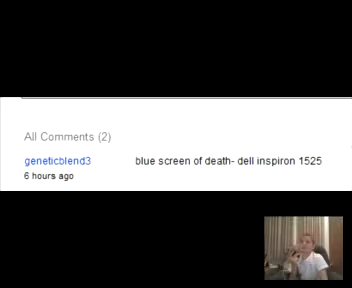 All Comments (2)
geneticblend3 blue screen of death- dell inspiron 1525
6 hours ago